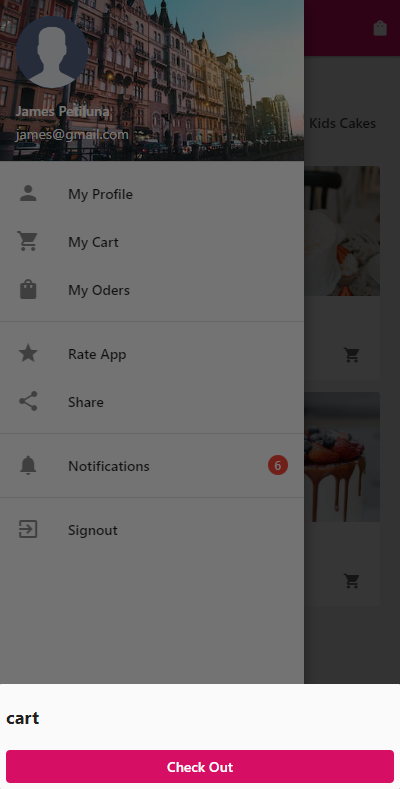 James Petiluna
james@gmail.com
Kids Cakes
My Profile
My Cart
My Oders
Rate App
Share
Notifications
6
Signout
cart
Check Out